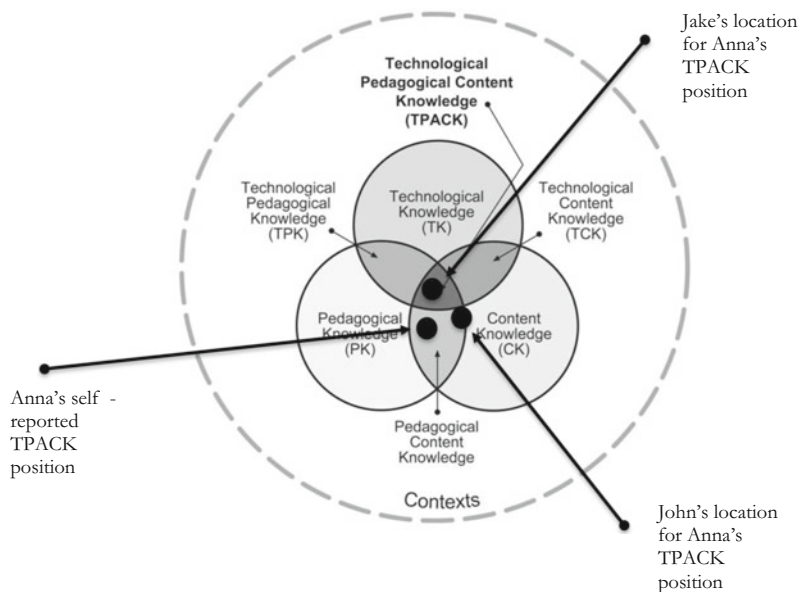 Jake's location
for Anna's
TPACK
position
Technological
Pedagogical Content
Knowledge
(TPACK)
Technological
Pedagogical
Knowledge
(TPK)
Technological
Knowledge
(TK)
Technological
Content
Knowledge
(TCK)
Pedagogical
Knowledge
(PK)
Content
Knowledge
(CK)
Anna's self -
reported
TPACK
position
Pedagogical
Content
Knowledge
Contexts
John's location
for Anna's
TPACK
position